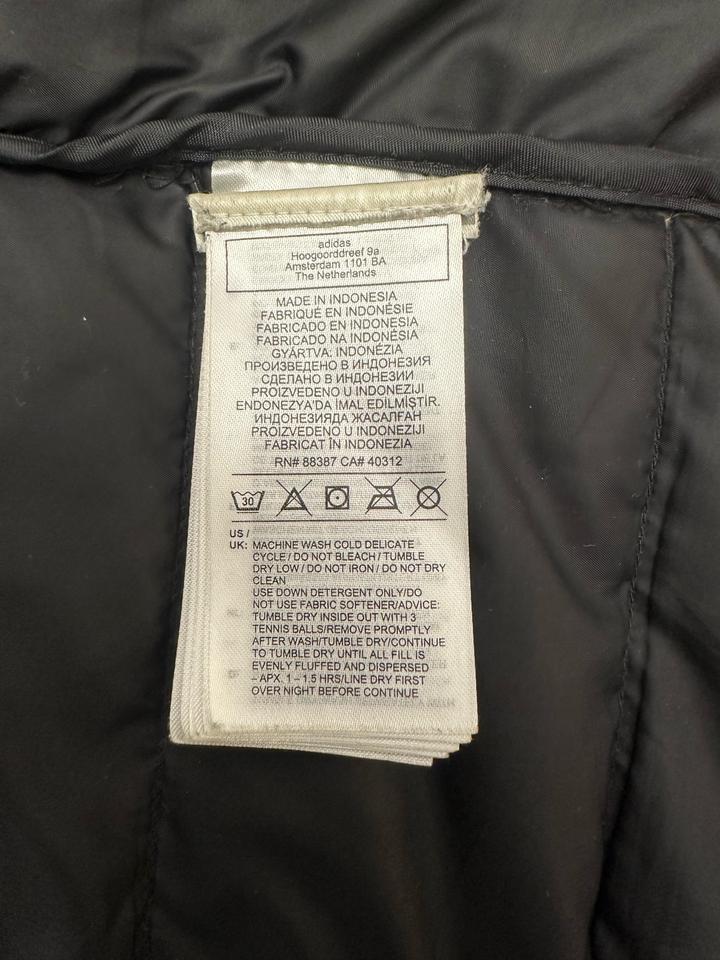 adidas
Hoogoorddreef 9a
Amsterdam 1101 BA
The Netherlands
MADE IN INDONESIA
FABRIQUÉ EN INDONÉSIE
FABRICADO EN INDONESIA
FABRICADO NA INDONÉSIA
GYÁRTVA: INDONÉZIA
ПРОИЗВЕДЕНО В ИНДОНЕЗИЯ
СДЕЛАНО В ИНДОНЕЗИИ
PROIZVEDENO U INDONEZIJI
ENDONEZYA'DA İMAL EDİLMİŞTİR.
ИНДОНЕЗИЯДА ЖАСАЛҒАН
PROIZVEDENO U INDONEZIJI
FABRICAT ÎN INDONEZIA
RN# 88387 CA# 40312
30
US /
UK: MACHINE WASH COLD DELICATE
CYCLE / DO NOT BLEACH / TUMBLE
DRY LOW / DO NOT IRON / DO NOT DRY
CLEAN
USE DOWN DETERGENT ONLY/DO
NOT USE FABRIC SOFTENER/ADVICE:
TUMBLE DRY INSIDE OUT WITH 3
TENNIS BALLS/REMOVE PROMPTLY
AFTER WASH/TUMBLE DRY/CONTINUE
TO TUMBLE DRY UNTIL ALL FILL IS
EVENLY FLUFFED AND DISPERSED
– APX. 1 – 1.5 HRS/LINE DRY FIRST
OVER NIGHT BEFORE CONTINUE